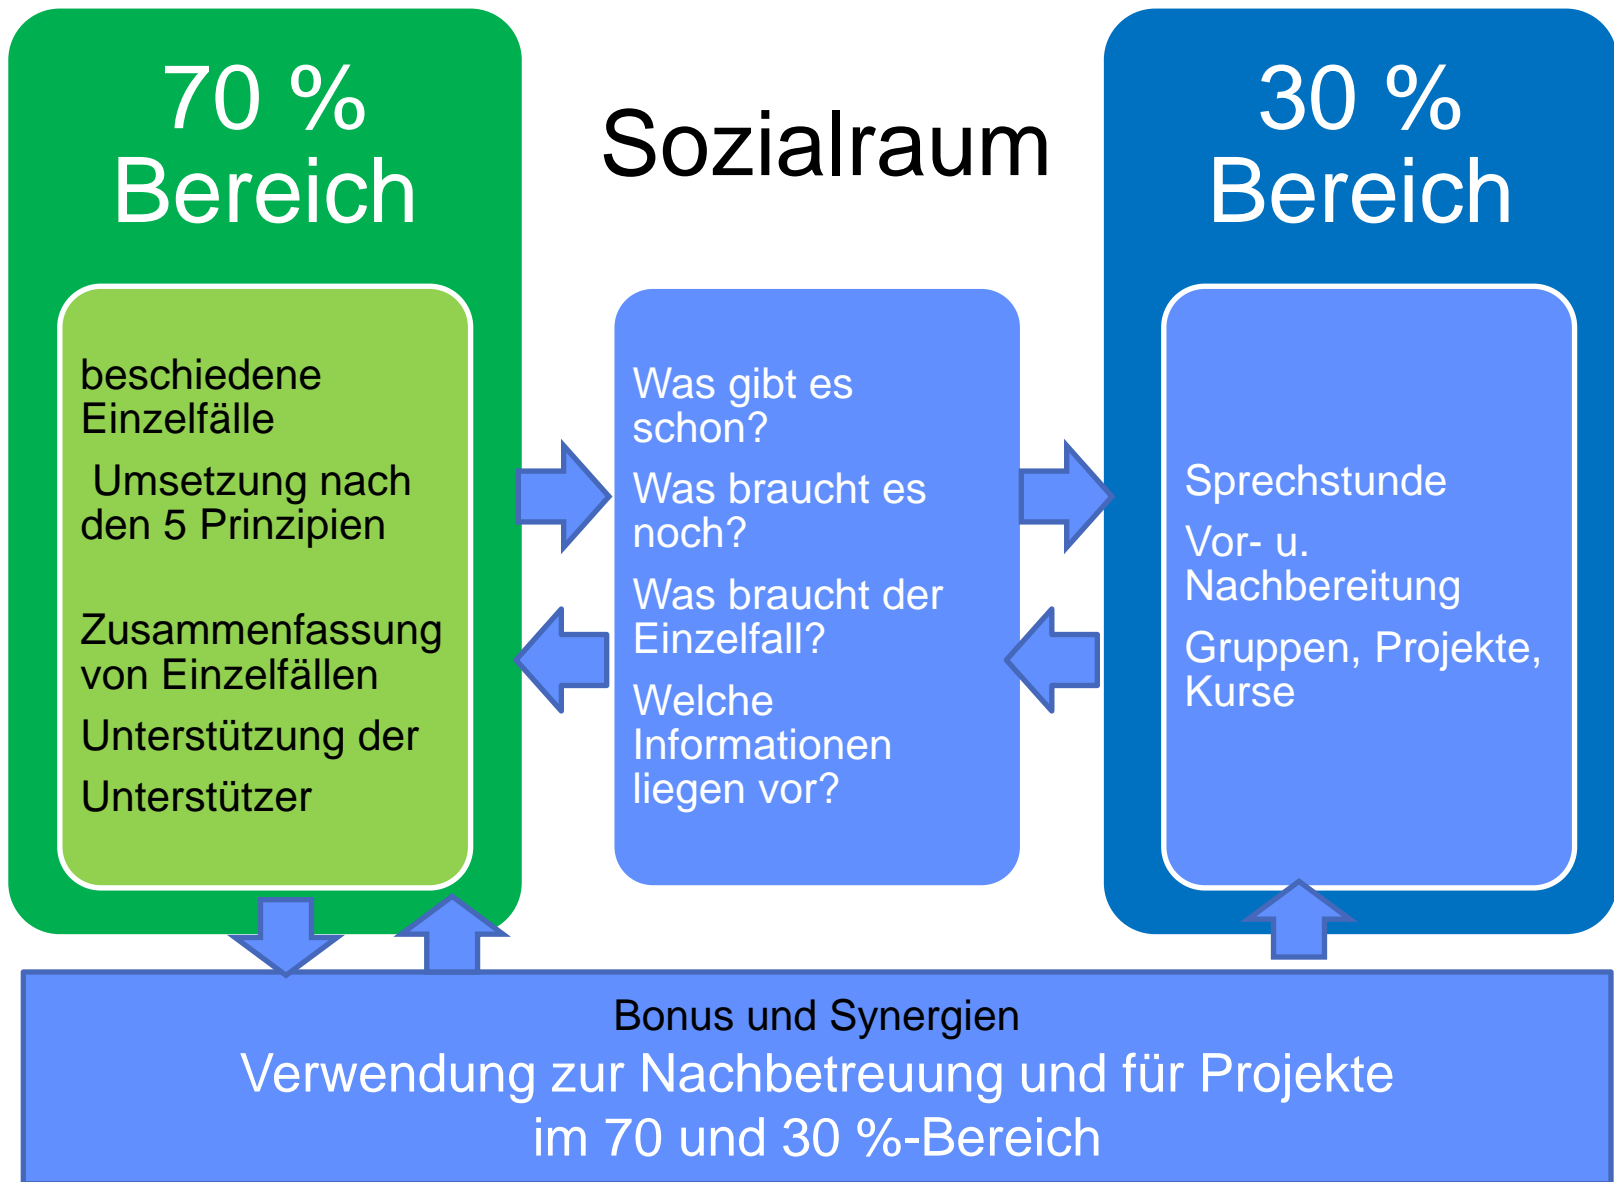 70 %
Bereich
beschiedene
Einzelfälle
Umsetzung nach
den 5 Prinzipien
Zusammenfassung
von Einzelfällen
Unterstützung der
Unterstützer
Sozialraum
Was gibt es
schon?
Was braucht es
noch?
Was braucht der
Einzelfall?
Welche
Informationen
liegen vor?
30 %
Bereich
Sprechstunde
Vor- u.
Nachbereitung
Gruppen, Projekte,
Kurse
Bonus und Synergien
Verwendung zur Nachbetreuung und für Projekte
im 70 und 30 %-Bereich